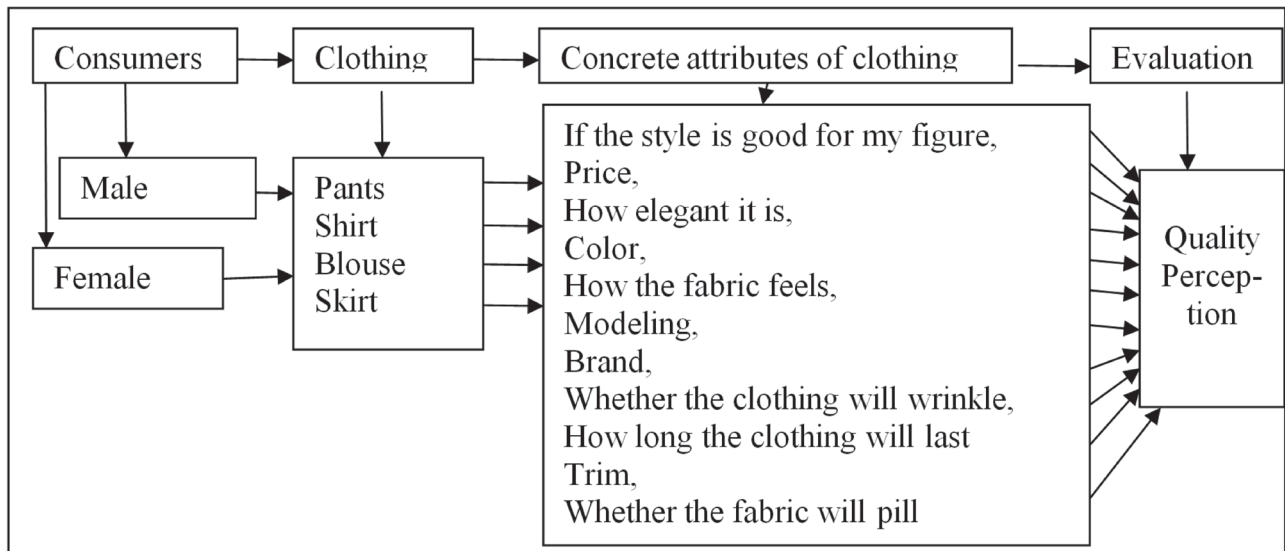 Consumers
Clothing
Concrete attributes of clothing
Evaluation
Male
Female
Pants
Shirt
Blouse
Skirt
If the style is good for my figure,
Price,
How elegant it is,
Color,
How the fabric feels,
Modeling,
Brand,
Whether the clothing will wrinkle,
How long the clothing will last
Trim,
Whether the fabric will pill
Quality
Percep-
tion